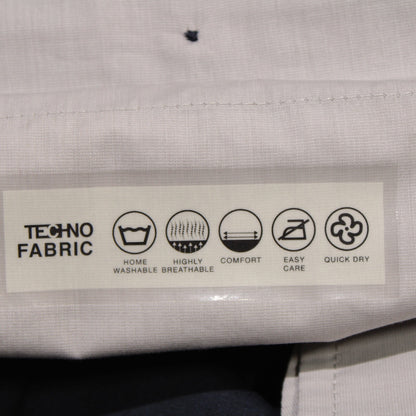 TECHNO
FABRIC
HOME
WASHABLE
HIGHLY
BREATHABLE
COMFORT
EASY
CARE
QUICK DRY